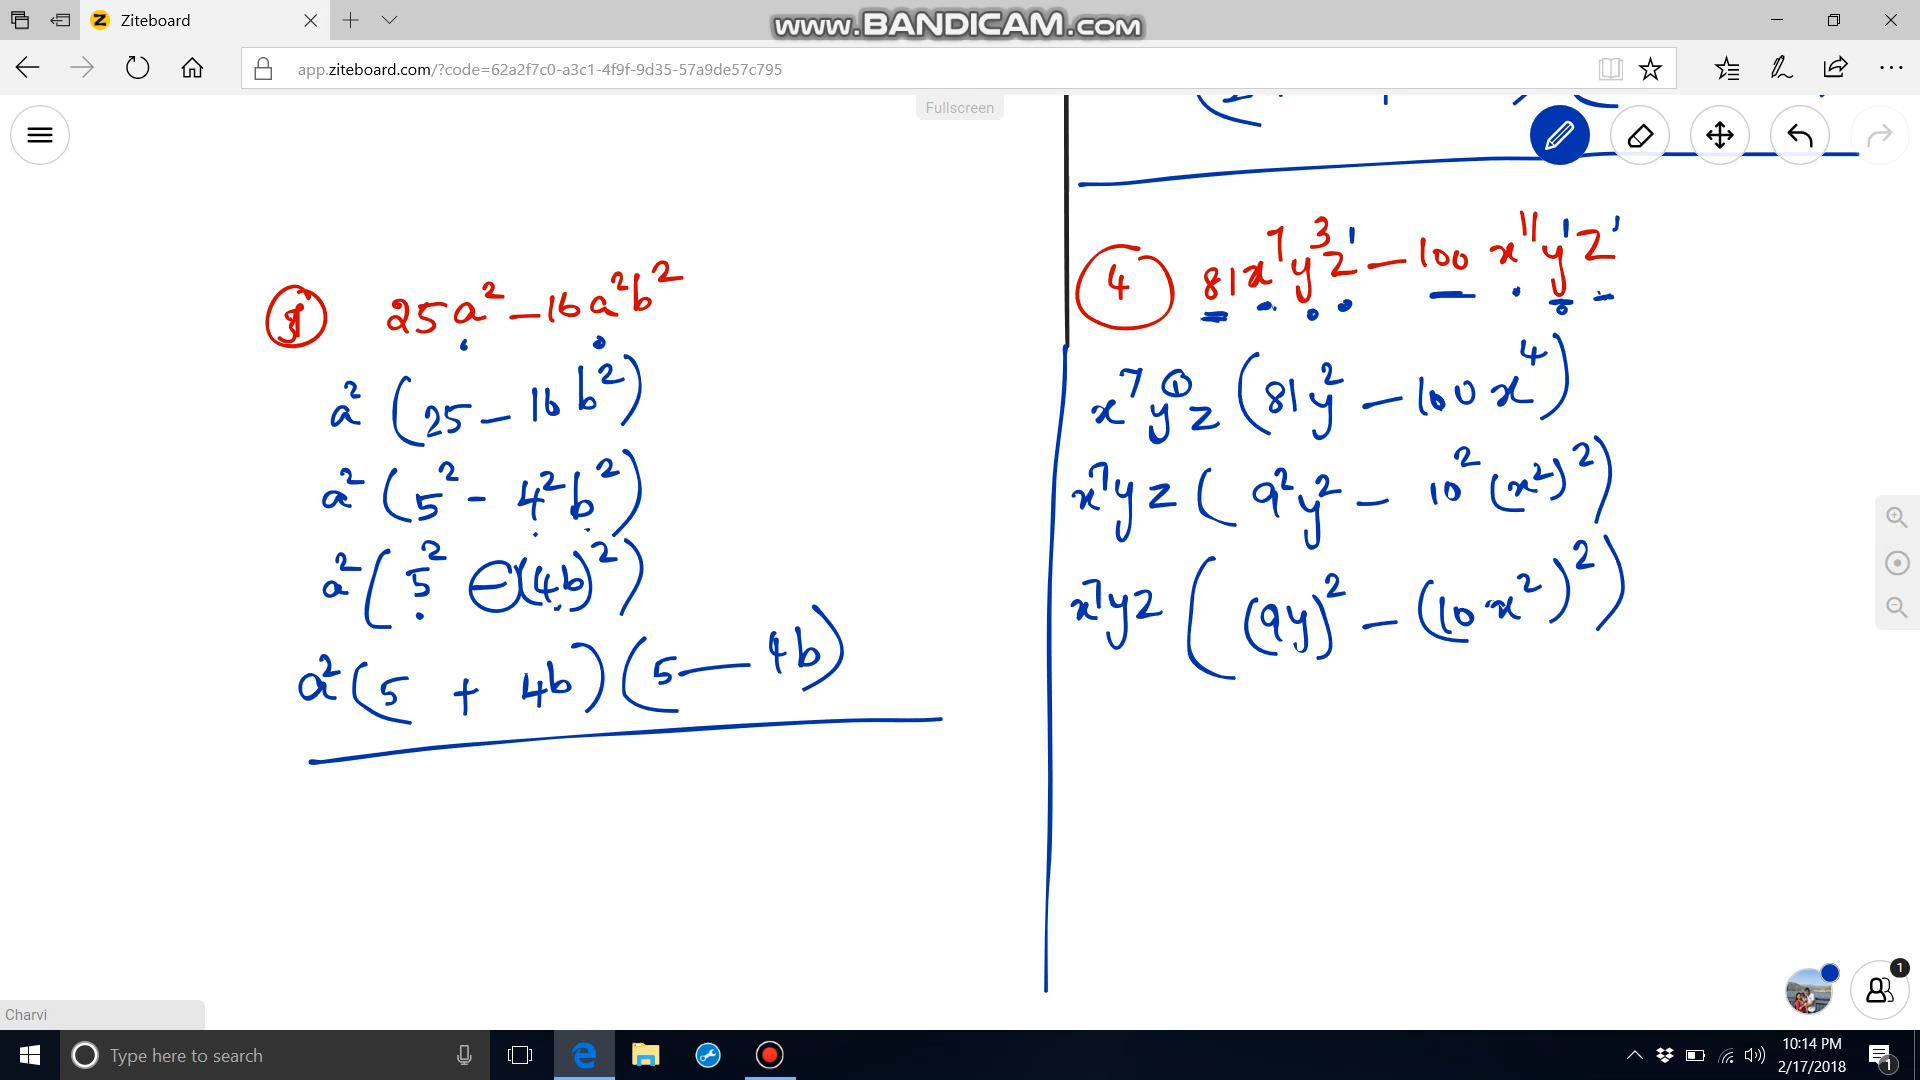 Ziteboard
www.BANDICAM.com
app.ziteboard.com/?code=62a2f7c0-a3c1-4f9f-9d35-57a9de57c795
Fullscreen
25a² – 16a²b²
a² (25 – 16b²)
a² (5² - 4²b²)
a² (5² – (4b)²)
a² (5 + 4b) (5 – 4b)
4 81x⁷y³z¹ – 100x¹¹y¹z¹
x⁷y¹z (81y² – 100x⁴)
x⁷yz (9²y² – 10²(x²)²)
x⁷yz ((9y)² – (10x²)²)
1
Charvi
Type here to search
10:14 PM
2/17/2018
1